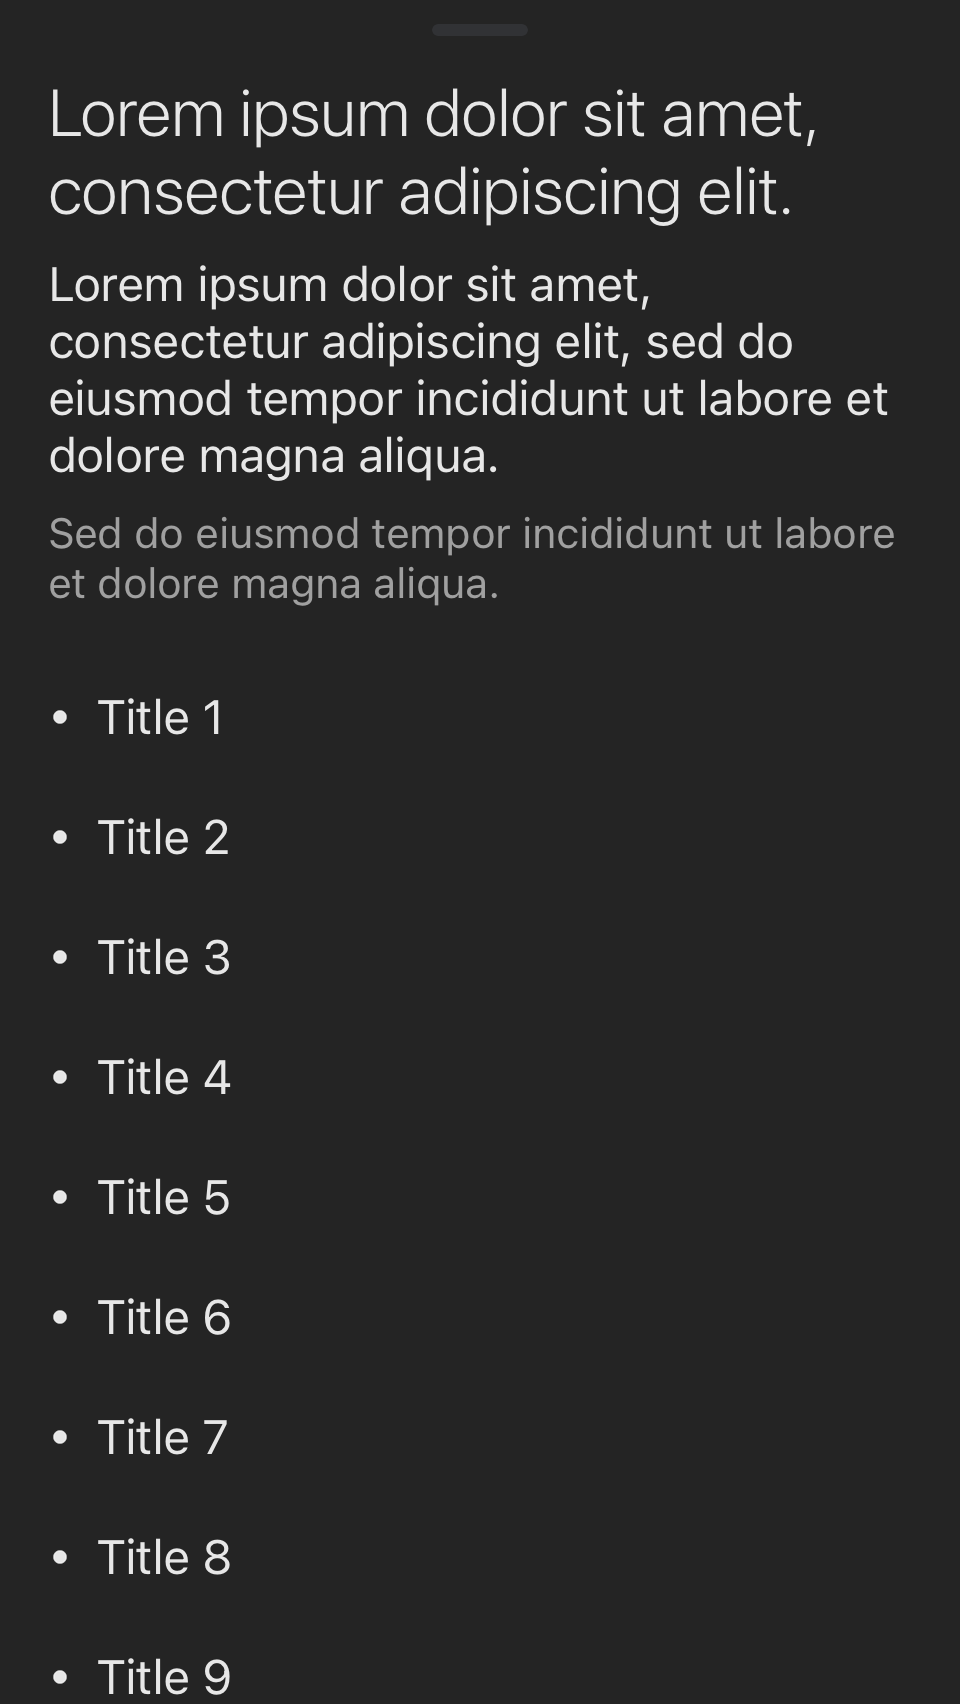 Lorem ipsum dolor sit amet,
consectetur adipiscing elit.
Lorem ipsum dolor sit amet,
consectetur adipiscing elit, sed do
eiusmod tempor incididunt ut labore et
dolore magna aliqua.
Sed do eiusmod tempor incididunt ut labore
et dolore magna aliqua.
• Title 1
• Title 2
• Title 3
• Title 4
• Title 5
• Title 6
• Title 7
• Title 8
• Title 9